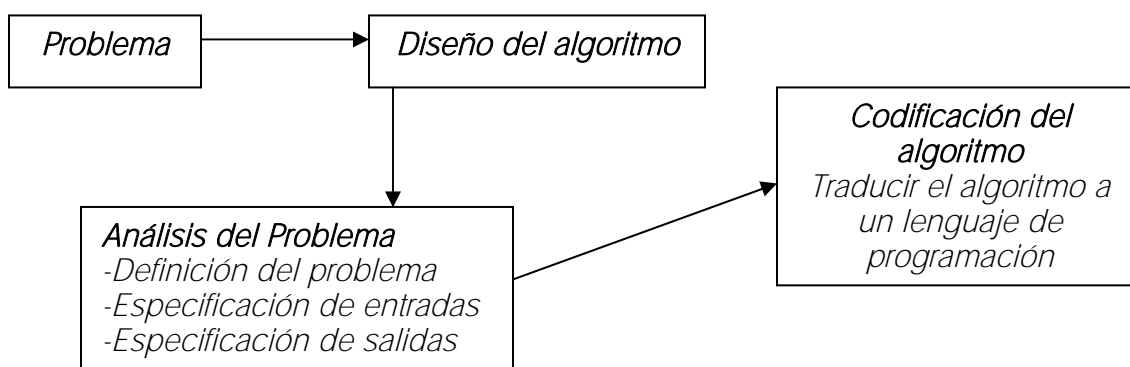 Problema
Diseño del algoritmo
Codificación del
algoritmo
Traducir el algoritmo a
un lenguaje de
programación
Análisis del Problema
-Definición del problema
-Especificación de entradas
-Especificación de salidas